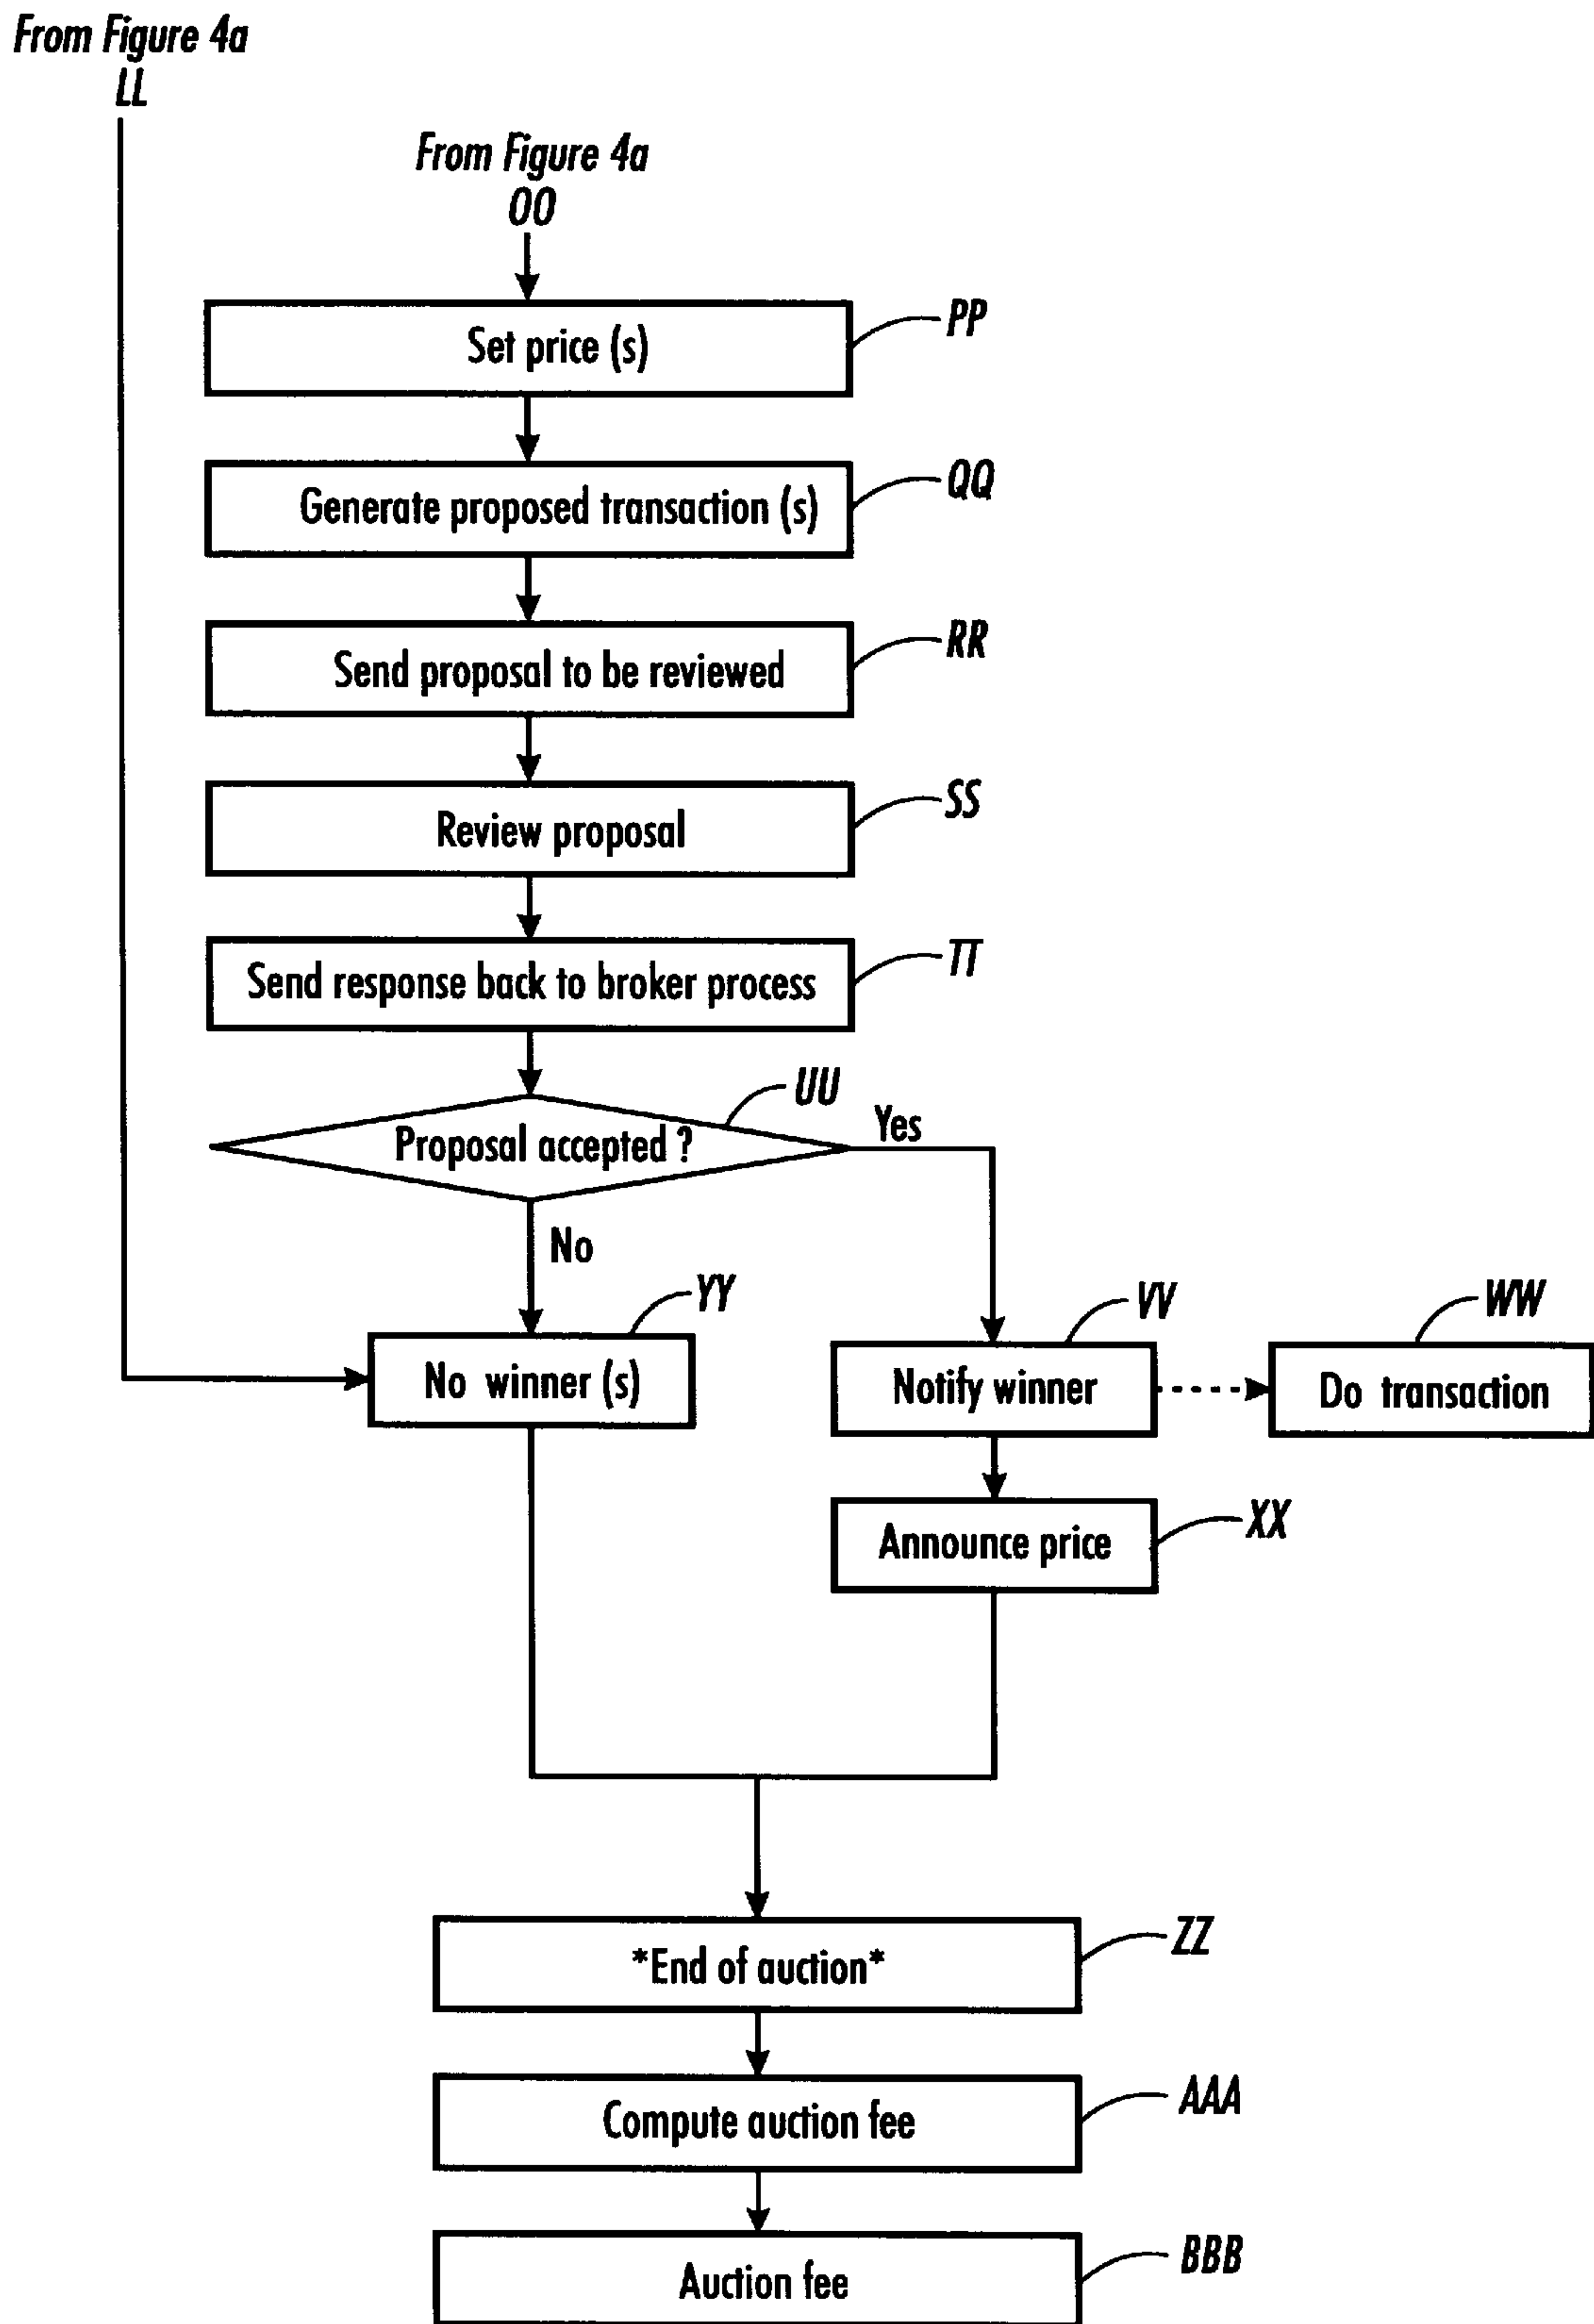 From Figure 4a
LL
From Figure 4a
OO
Set price (s)
PP
Generate proposed transaction (s)
QQ
Send proposal to be reviewed
RR
Review proposal
SS
Send response back to broker process
TT
Proposal accepted ?
UU
Yes
No
No winner (s)
YY
Notify winner
VV
Do transaction
WW
Announce price
XX
*End of auction*
ZZ
Compute auction fee
AAA
Auction fee
BBB